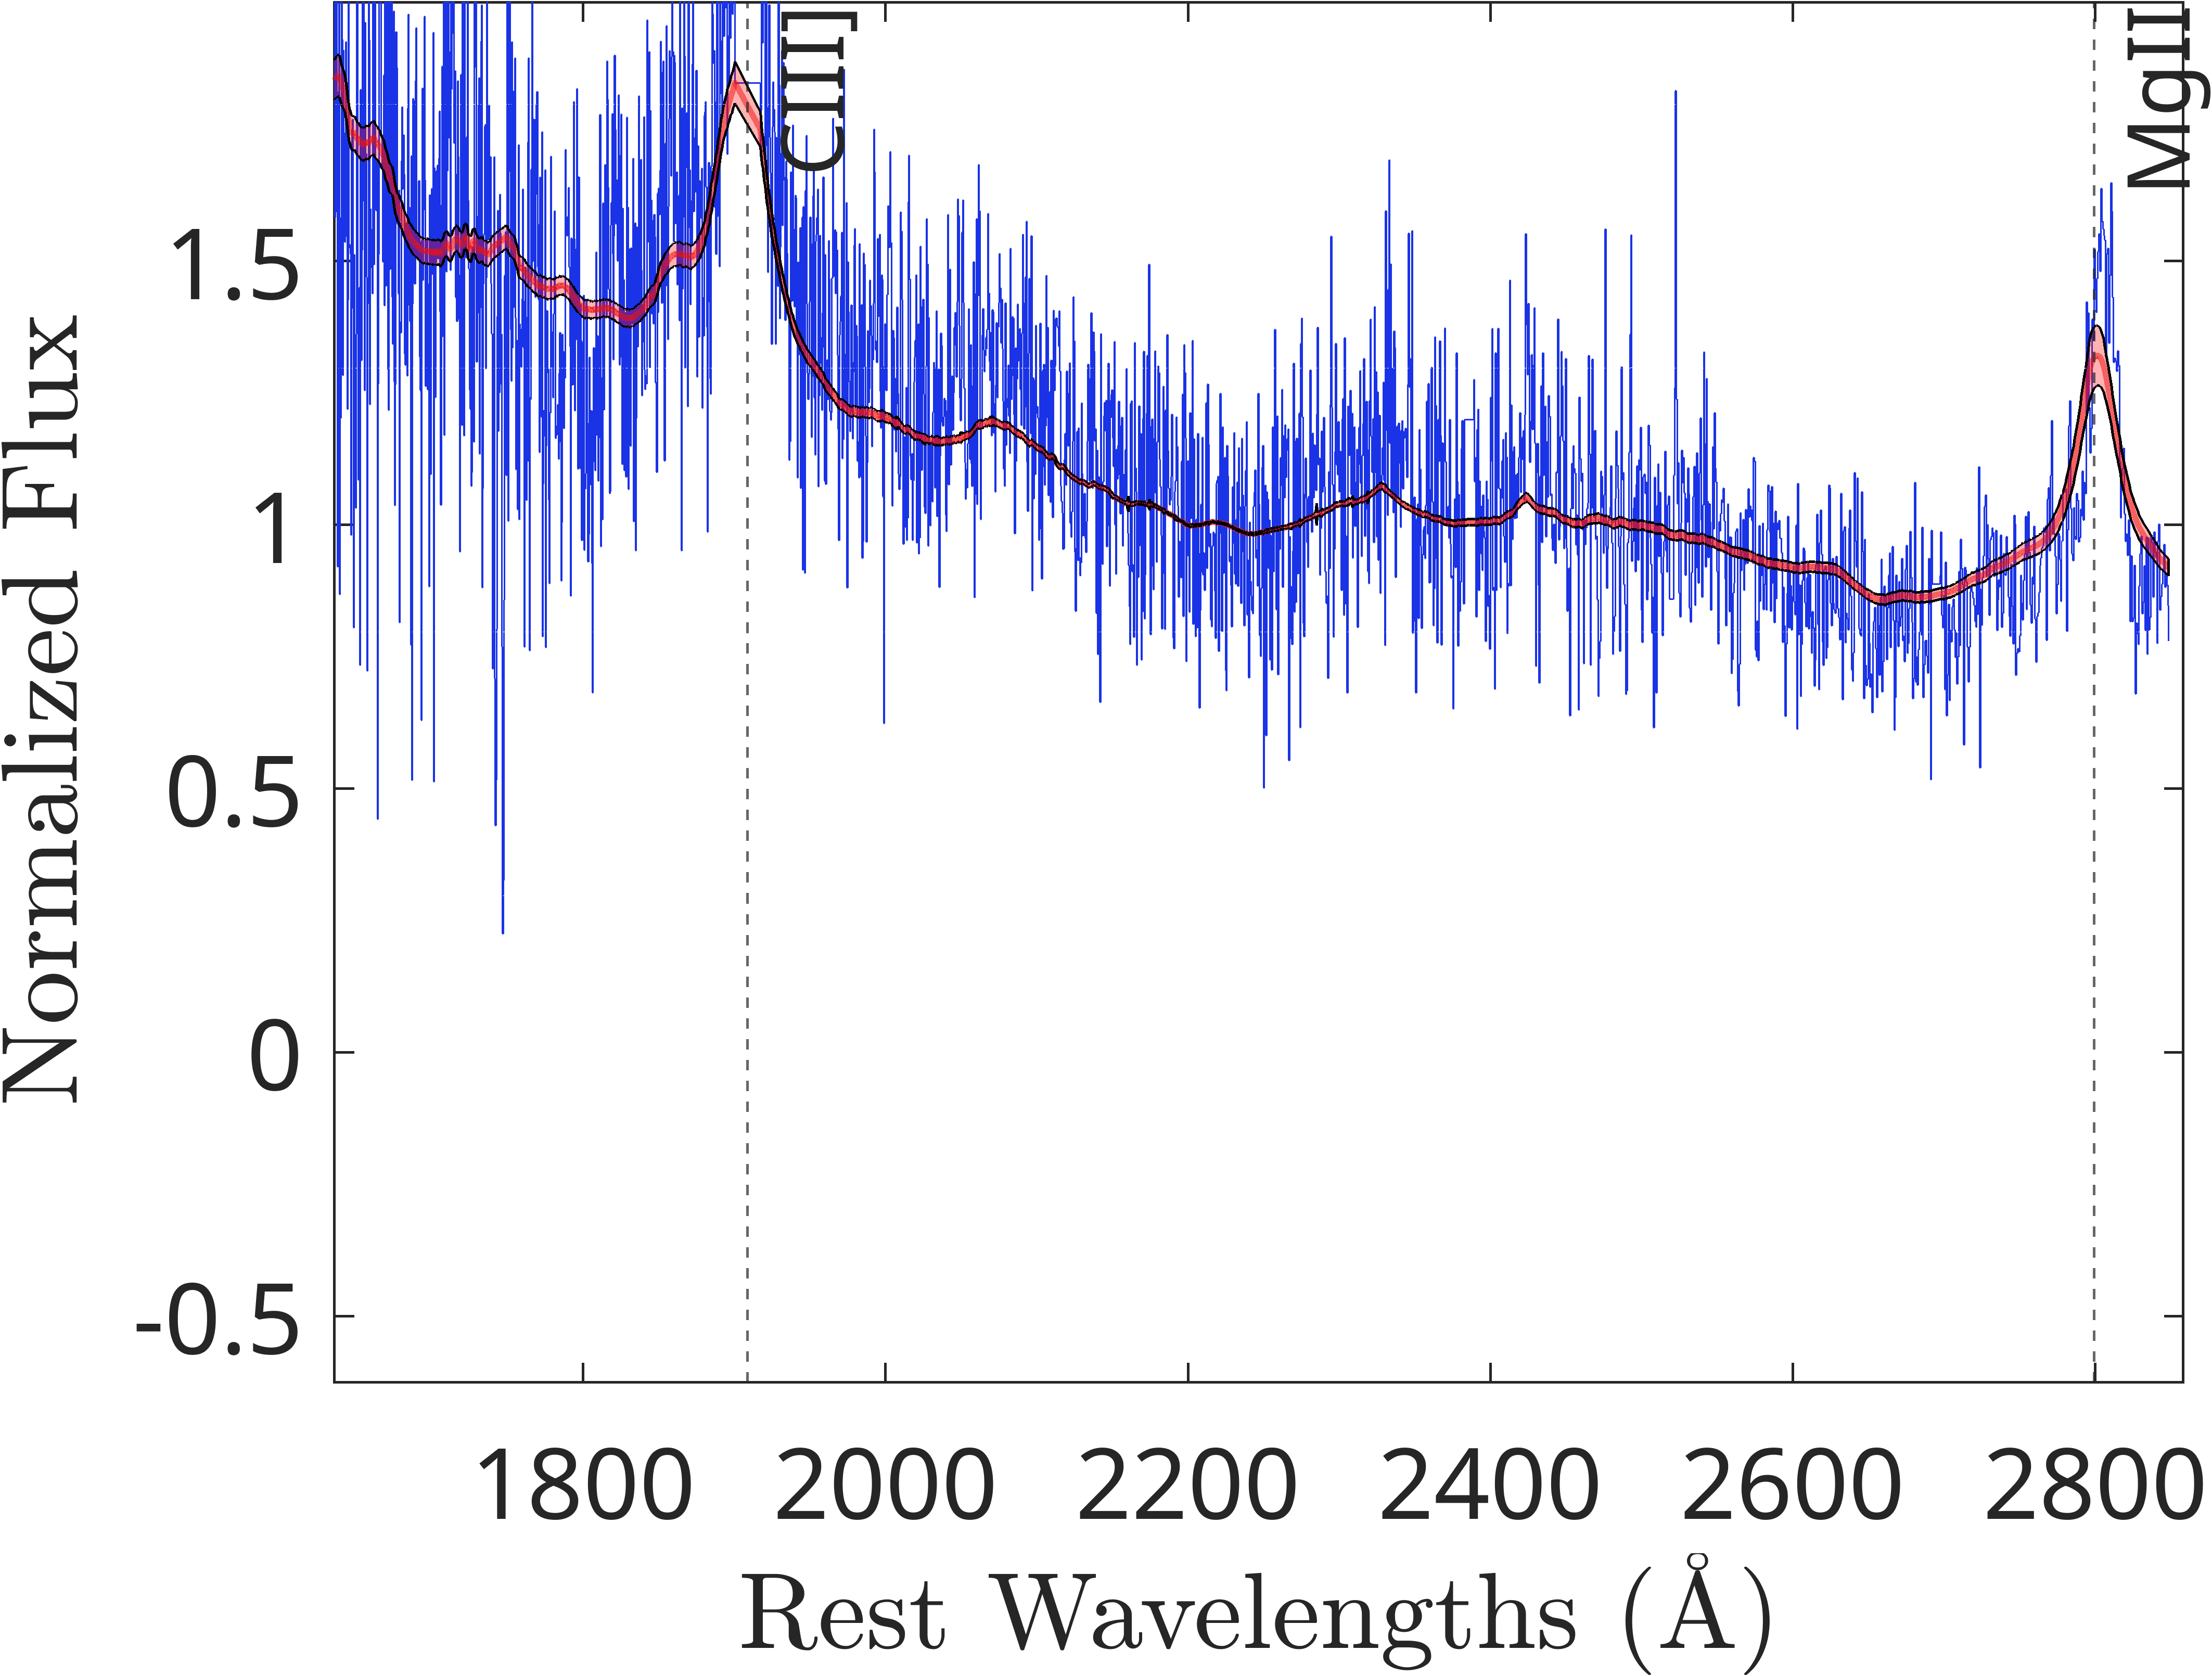 CIII]
MgII
Normalized Flux
1.5
1
0.5
0
-0.5
1800 2000 2200 2400 2600 2800
Rest Wavelengths (Å)